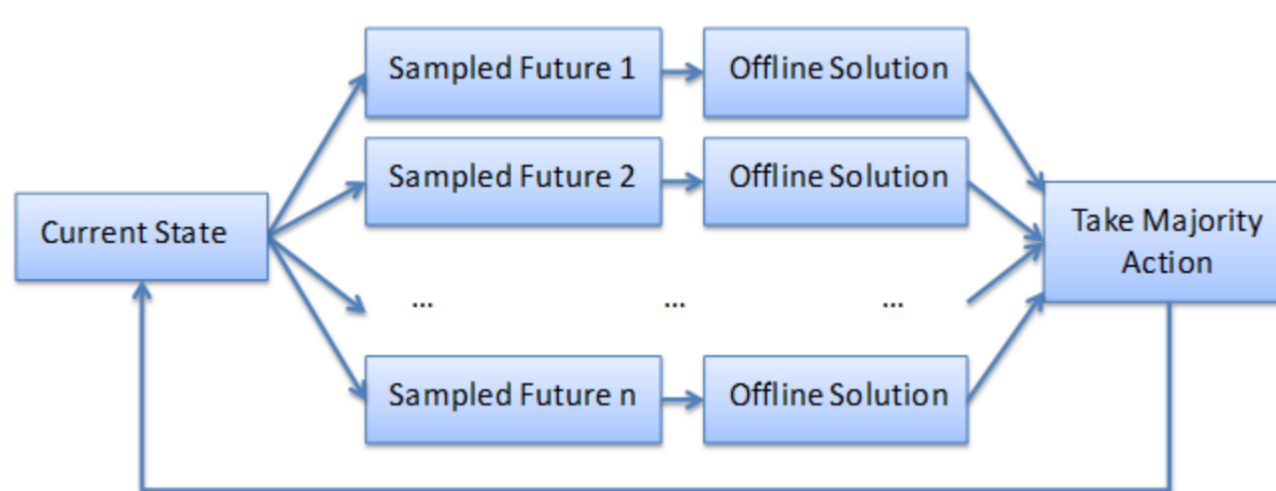 Sampled Future 1
Offline Solution
Sampled Future 2
Offline Solution
Current State
Take Majority
Action
...
...
...
Sampled Future n
Offline Solution